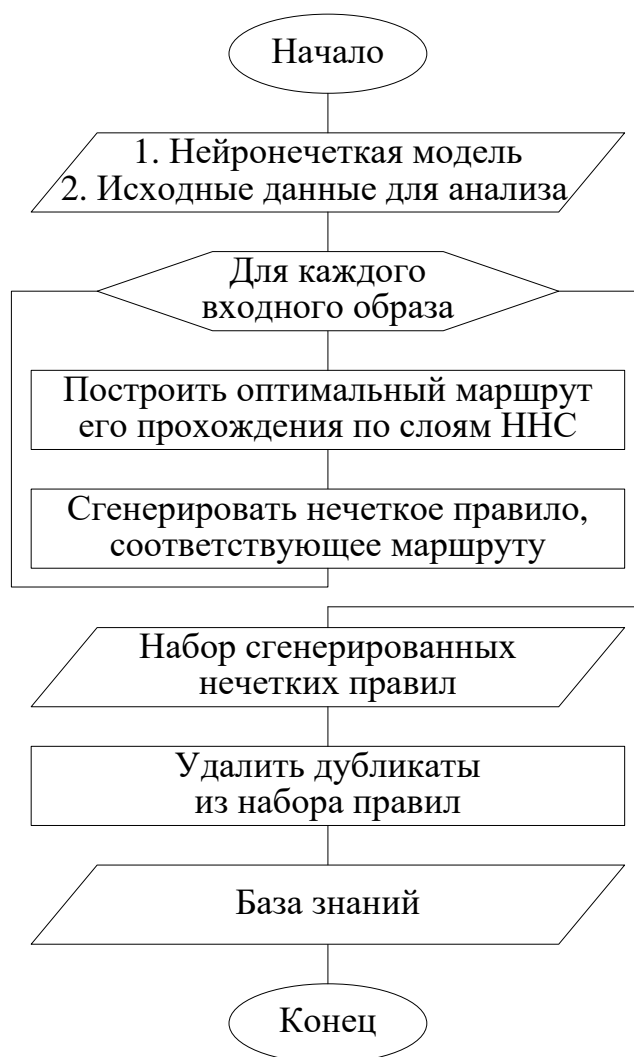 Начало
1. Нейронечеткая модель
2. Исходные данные для анализа
Для каждого
входного образа
Построить оптимальный маршрут
его прохождения по слоям ННС
Сгенерировать нечеткое правило,
соответствующее маршруту
Набор сгенерированных
нечетких правил
Удалить дубликаты
из набора правил
База знаний
Конец